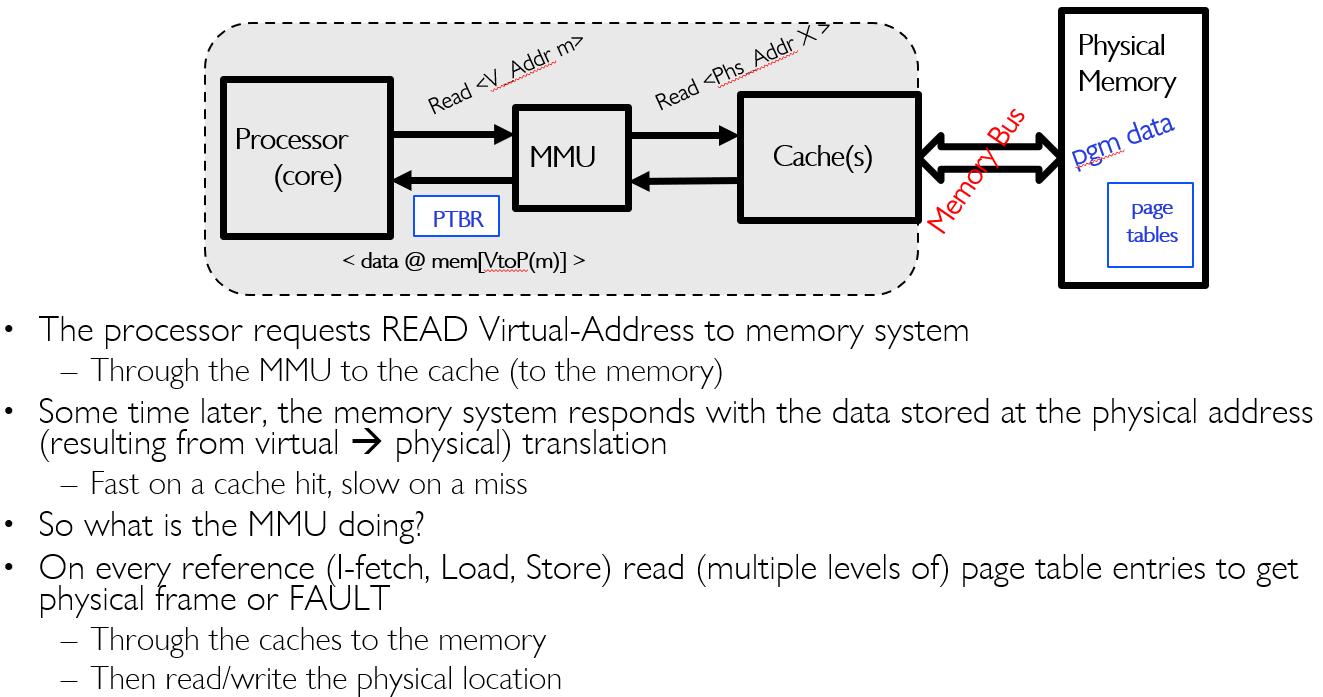 Read <V_Addr m>
Read <Phs_Addr X >
Physical
Memory
Processor
(core)
MMU
Cache(s)
Memory Bus
pgm data
PTBR
page
tables
< data @ mem[VtoP(m)] >
• The processor requests READ Virtual-Address to memory system
– Through the MMU to the cache (to the memory)
• Some time later, the memory system responds with the data stored at the physical address
(resulting from virtual → physical) translation
– Fast on a cache hit, slow on a miss
• So what is the MMU doing?
• On every reference (I-fetch, Load, Store) read (multiple levels of) page table entries to get
physical frame or FAULT
– Through the caches to the memory
– Then read/write the physical location